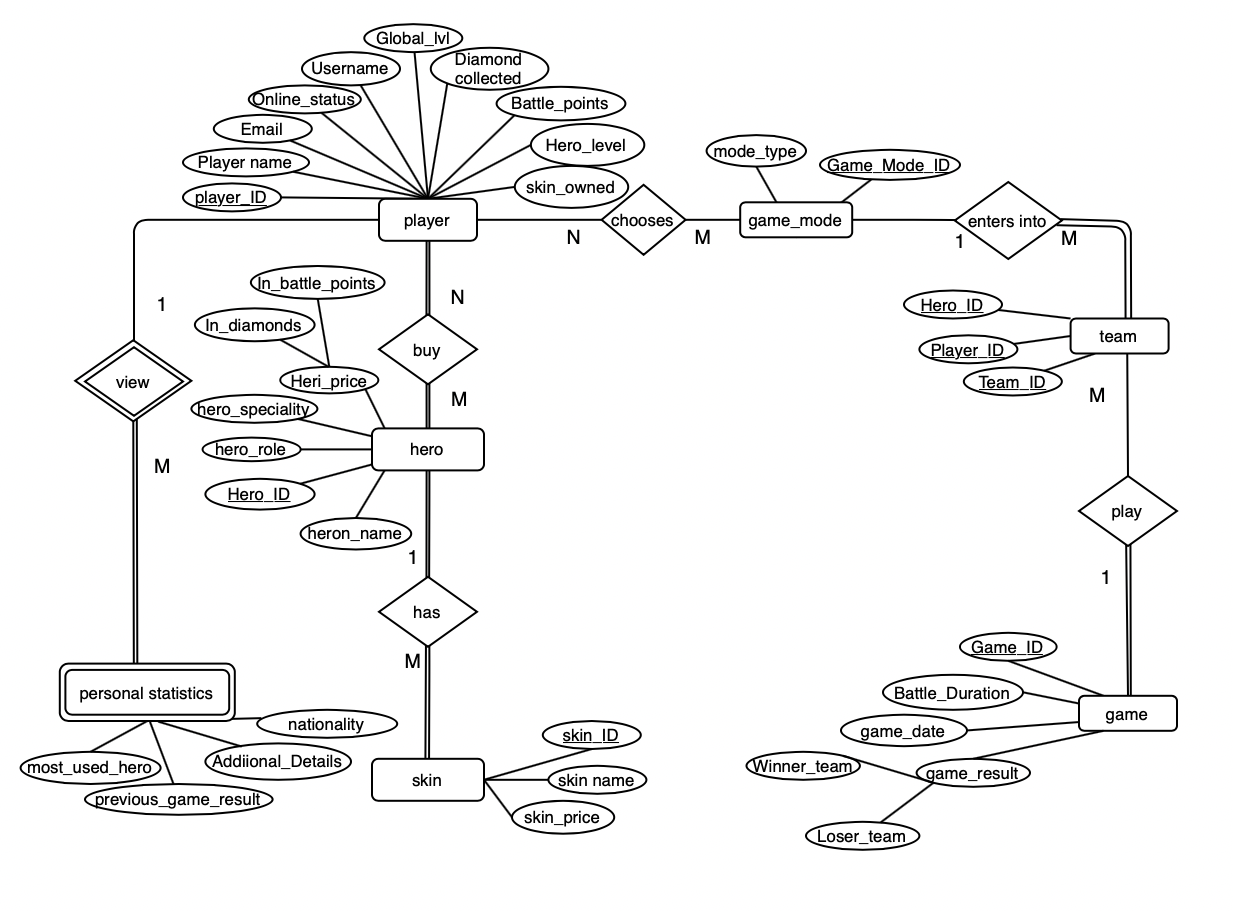 Global_lvl
Username
Diamond
collected
Online_status
Battle_points
Email
Hero_level
Player name
skin_owned
player_ID
mode_type
Game_Mode_ID
player
chooses
game_mode
enters into
N
M
1
M
In_battle_points
1
N
In_diamonds
Hero_ID
team
Player_ID
buy
view
Heri_price
Team_ID
M
M
hero_speciality
hero_role
hero
M
Hero_ID
play
heron_name
1
1
has
M
Game_ID
personal statistics
Battle_Duration
game
nationality
game_date
skin_ID
Addiional_Details
most_used_hero
Winner_team
game_result
skin
skin name
previous_game_result
skin_price
Loser_team